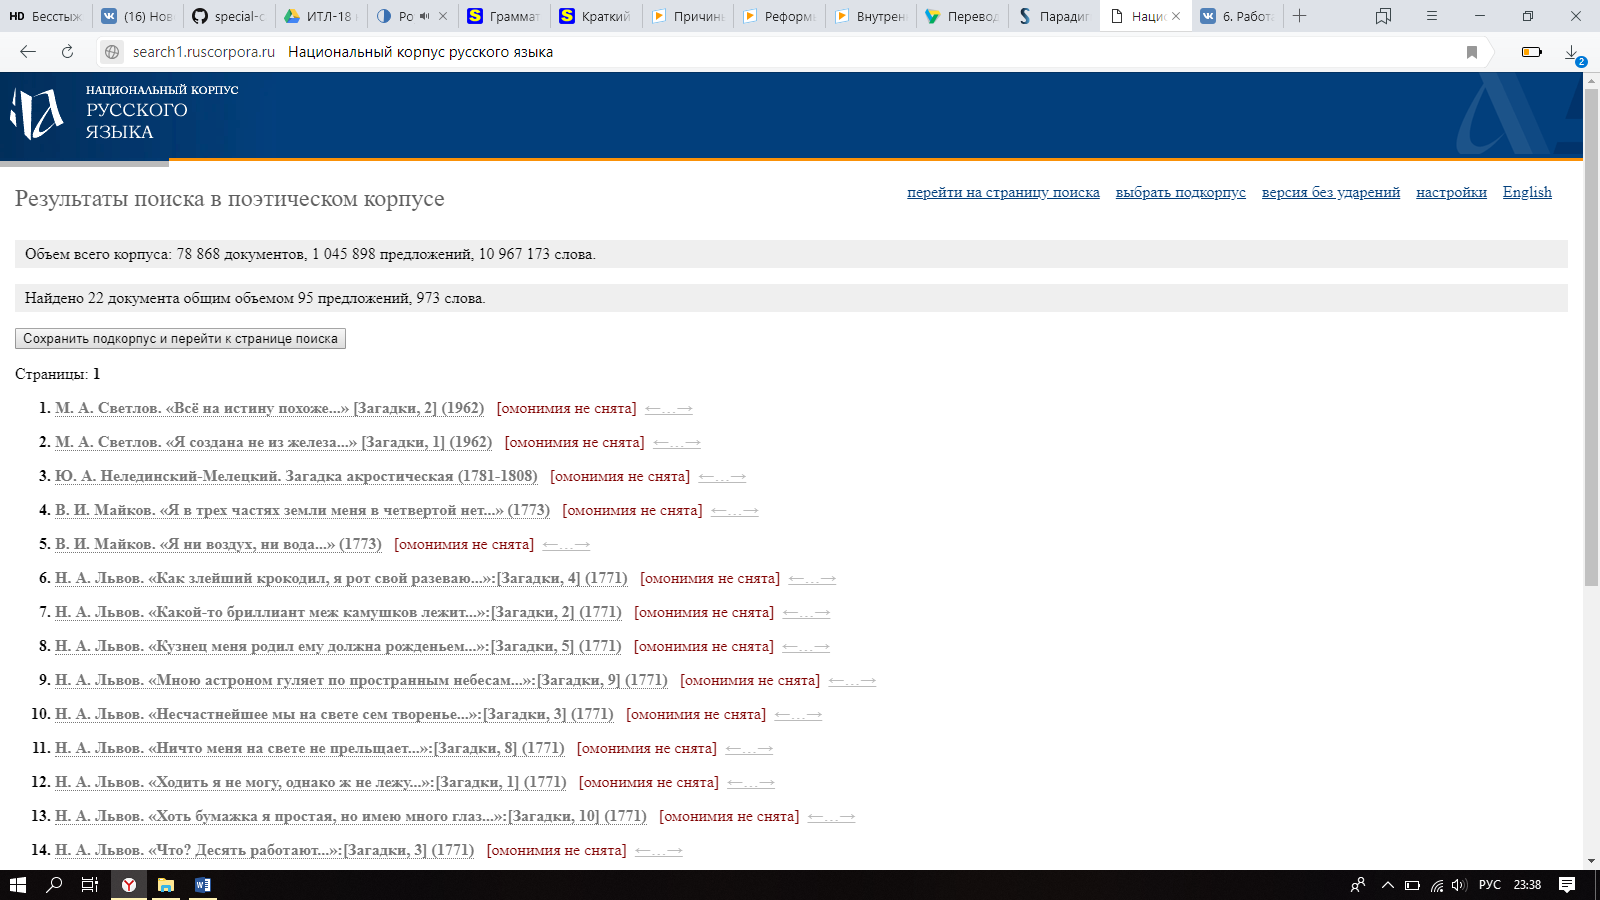 HD Бесстыж
(16) Нов
special-c
ИТЛ-18
Ро
Граммат
Краткий
Причинь
Реформ
Внутрен
Перевод
Паради
Наци
6. Работа
search1.ruscorpora.ru Национальный корпус русского языка
2
НАЦИОНАЛЬНЫЙ КОРПУС
РУССКОГО
ЯЗЫКА
Результаты поиска в поэтическом корпусе
перейти на страницу поиска выбрать подкорпус версия без ударений настройки English
Объем всего корпуса: 78 868 документов, 1 045 898 предложений, 10 967 173 слова.
Найдено 22 документа общим объемом 95 предложений, 973 слова.
Сохранить подкорпус и перейти к странице поиска
Страницы: 1
1. М. А. Светлов. «Всё на истину похоже...» [Загадки, 2] (1962) [омонимия не снята] ←...→
2. М. А. Светлов. «Я создана не из железа...» [Загадки, 1] (1962) [омонимия не снята] ←...→
3. Ю. А. Нелединский-Мелецкий. Загадка акростическая (1781-1808) [омонимия не снята] ←...→
4. В. И. Майков. «Я в трех частях земли меня в четвертой нет...» (1773) [омонимия не снята] ←...→
5. В. И. Майков. «Я ни воздух, ни вода...» (1773) [омонимия не снята] ←...→
6. Н. А. Львов. «Как злейший крокодил, я рот свой разеваю...»:[Загадки, 4] (1771) [омонимия не снята] ←...→
7. Н. А. Львов. «Какой-то бриллиант меж камушков лежит...»:[Загадки, 2] (1771) [омонимия не снята] ←...→
8. Н. А. Львов. «Кузнец меня родил ему должна рожденьем...»:[Загадки, 5] (1771) [омонимия не снята] ←...→
9. Н. А. Львов. «Мною астроном гуляет по пространным небесам...»:[Загадки, 9] (1771) [омонимия не снята] ←...→
10. Н. А. Львов. «Несчастнейшее мы на свете сем творенье...»:[Загадки, 3] (1771) [омонимия не снята] ←...→
11. Н. А. Львов. «Ничто меня на свете не прельщает...»:[Загадки, 8] (1771) [омонимия не снята] ←...→
12. Н. А. Львов. «Ходить я не могу, однако ж не лежу...»:[Загадки, 1] (1771) [омонимия не снята] ←...→
13. Н. А. Львов. «Хоть бумажка я простая, но имею много глаз...»:[Загадки, 10] (1771) [омонимия не снята] ←...→
14. Н. А. Львов. «Что? Десять работают...»:[Загадки, 3] (1771) [омонимия не снята] ←...→
РУС 23:38